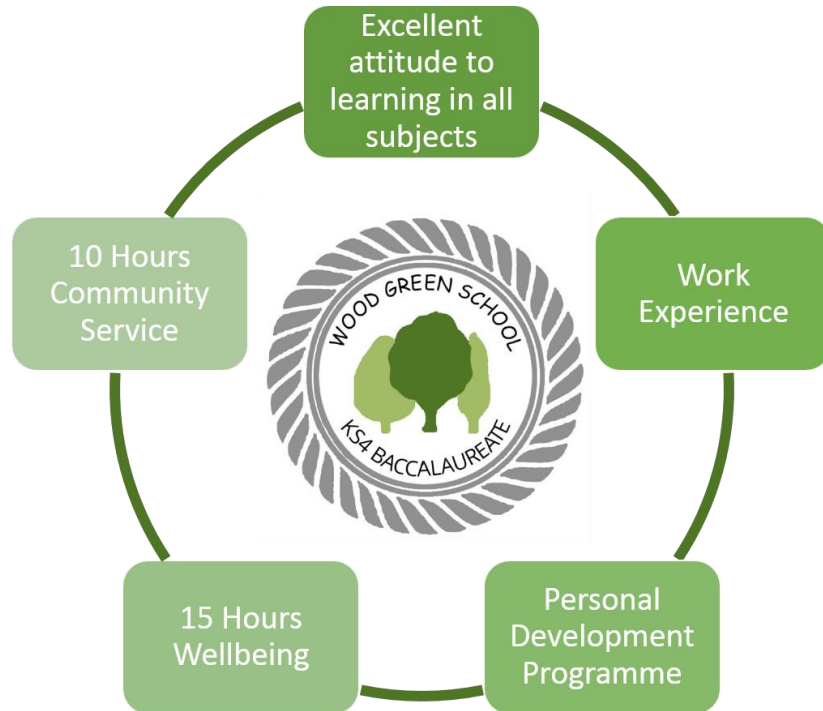 Excellent
attitude to
learning in all
subjects
Work
Experience
Personal
Development
Programme
15 Hours
Wellbeing
10 Hours
Community
Service
WOOD GREEN SCHOOL
KS4 BACCALAUREATE